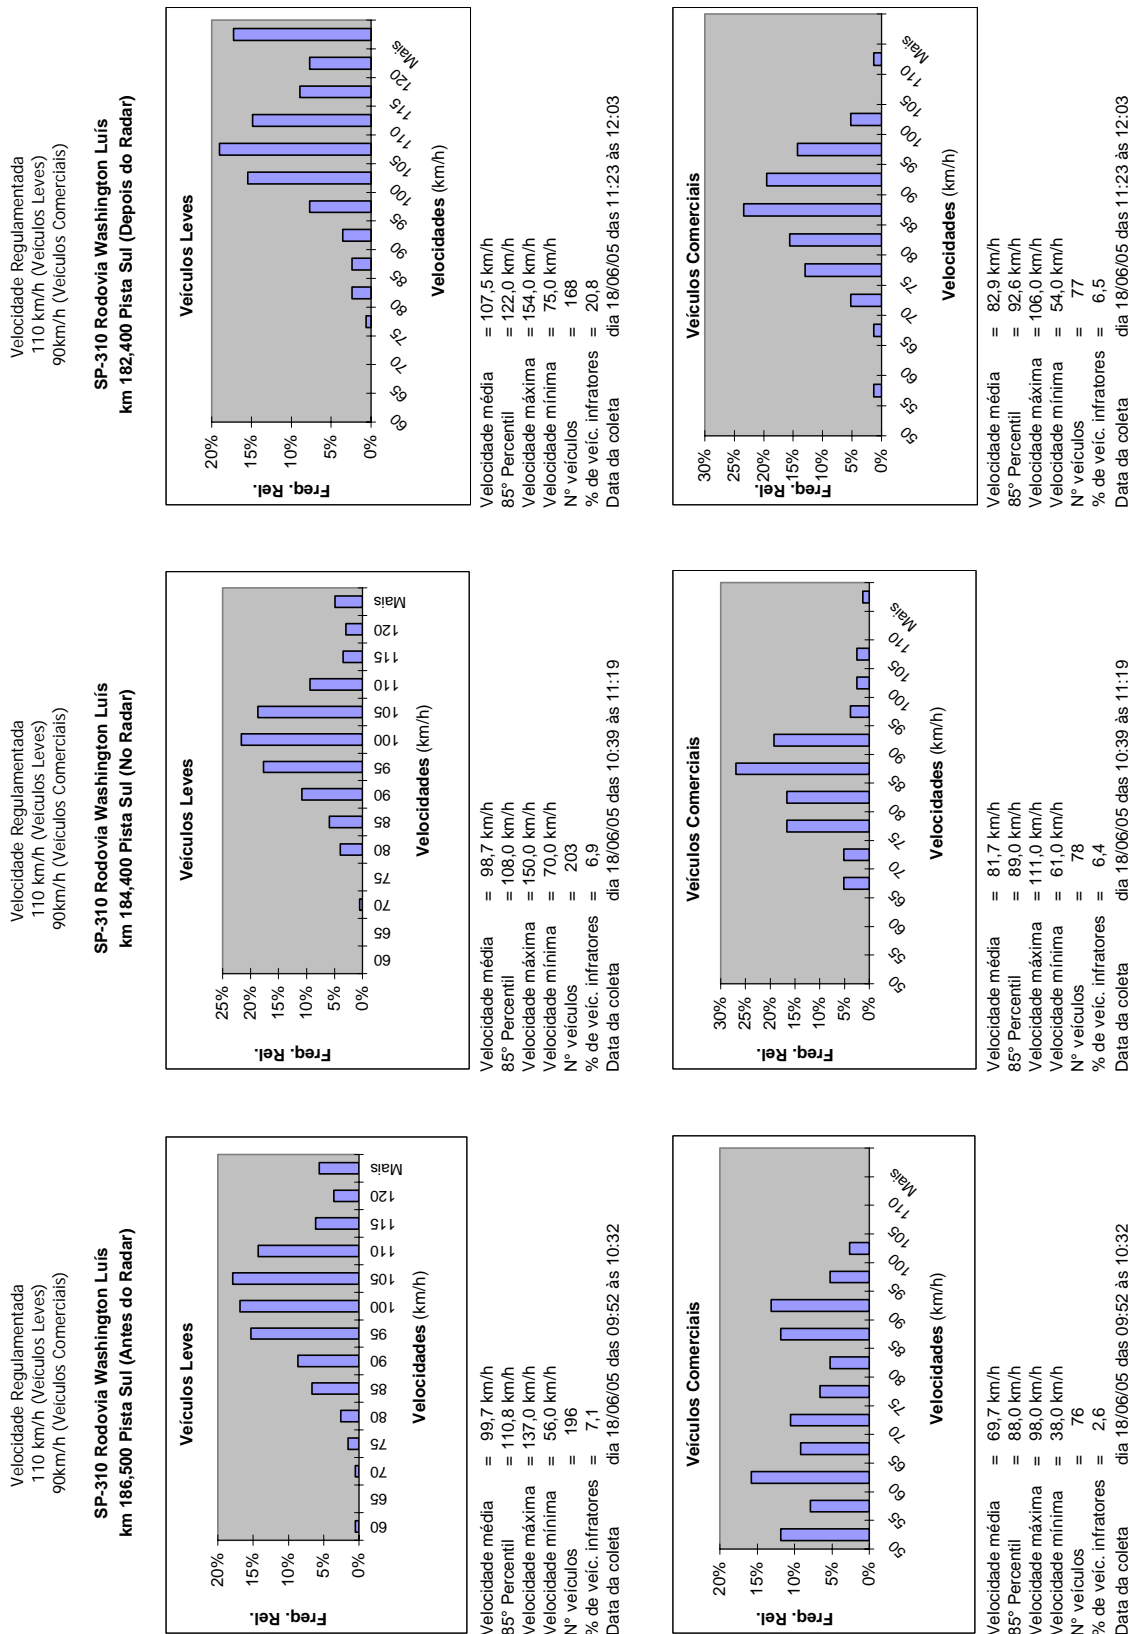 Velocidade Regulamentada
110 km/h (Veículos Leves)
90km/h (Veículos Comerciais)
SP-310 Rodovia Washington Luís
km 186,500 Pista Sul (Antes do Radar)
Veículos Leves
20%
15%
10%
5%
0%
Freq. Rel.
60
65
70
75
80
85
90
95
100
105
110
115
120
Mais
Velocidades (km/h)
Velocidade média = 99,7 km/h
85° Percentil = 110,8 km/h
Velocidade máxima = 137,0 km/h
Velocidade mínima = 56,0 km/h
N° veículos = 196
% de veíc. infratores = 7,1
Data da coleta dia 18/06/05 das 09:52 às 10:32
Veículos Comerciais
20%
15%
10%
5%
0%
Freq. Rel.
50
55
60
65
70
75
80
85
90
95
100
105
110
Mais
Velocidades (km/h)
Velocidade média = 69,7 km/h
85° Percentil = 88,0 km/h
Velocidade máxima = 98,0 km/h
Velocidade mínima = 38,0 km/h
N° veículos = 76
% de veíc. infratores = 2,6
Data da coleta dia 18/06/05 das 09:52 às 10:32
Velocidade Regulamentada
110 km/h (Veículos Leves)
90km/h (Veículos Comerciais)
SP-310 Rodovia Washington Luís
km 184,400 Pista Sul (No Radar)
Veículos Leves
25%
20%
15%
10%
5%
0%
Freq. Rel.
60
65
70
75
80
85
90
95
100
105
110
115
120
Mais
Velocidades (km/h)
Velocidade média = 98,7 km/h
85° Percentil = 108,0 km/h
Velocidade máxima = 150,0 km/h
Velocidade mínima = 70,0 km/h
N° veículos = 203
% de veíc. infratores = 6,9
Data da coleta dia 18/06/05 das 10:39 às 11:19
Veículos Comerciais
30%
25%
20%
15%
10%
5%
0%
Freq. Rel.
50
55
60
65
70
75
80
85
90
95
100
105
110
Mais
Velocidades (km/h)
Velocidade média = 81,7 km/h
85° Percentil = 89,0 km/h
Velocidade máxima = 111,0 km/h
Velocidade mínima = 61,0 km/h
N° veículos = 78
% de veíc. infratores = 6,4
Data da coleta dia 18/06/05 das 10:39 às 11:19
Velocidade Regulamentada
110 km/h (Veículos Leves)
90km/h (Veículos Comerciais)
SP-310 Rodovia Washington Luís
km 182,400 Pista Sul (Depois do Radar)
Veículos Leves
20%
15%
10%
5%
0%
Freq. Rel.
60
65
70
75
80
85
90
95
100
105
110
115
120
Mais
Velocidades (km/h)
Velocidade média = 107,5 km/h
85° Percentil = 122,0 km/h
Velocidade máxima = 154,0 km/h
Velocidade mínima = 75,0 km/h
N° veículos = 168
% de veíc. infratores = 20,8
Data da coleta dia 18/06/05 das 11:23 às 12:03
Veículos Comerciais
30%
25%
20%
15%
10%
5%
0%
Freq. Rel.
50
55
60
65
70
75
80
85
90
95
100
105
110
Mais
Velocidades (km/h)
Velocidade média = 82,9 km/h
85° Percentil = 92,6 km/h
Velocidade máxima = 106,0 km/h
Velocidade mínima = 54,0 km/h
N° veículos = 77
% de veíc. infratores = 6,5
Data da coleta dia 18/06/05 das 11:23 às 12:03